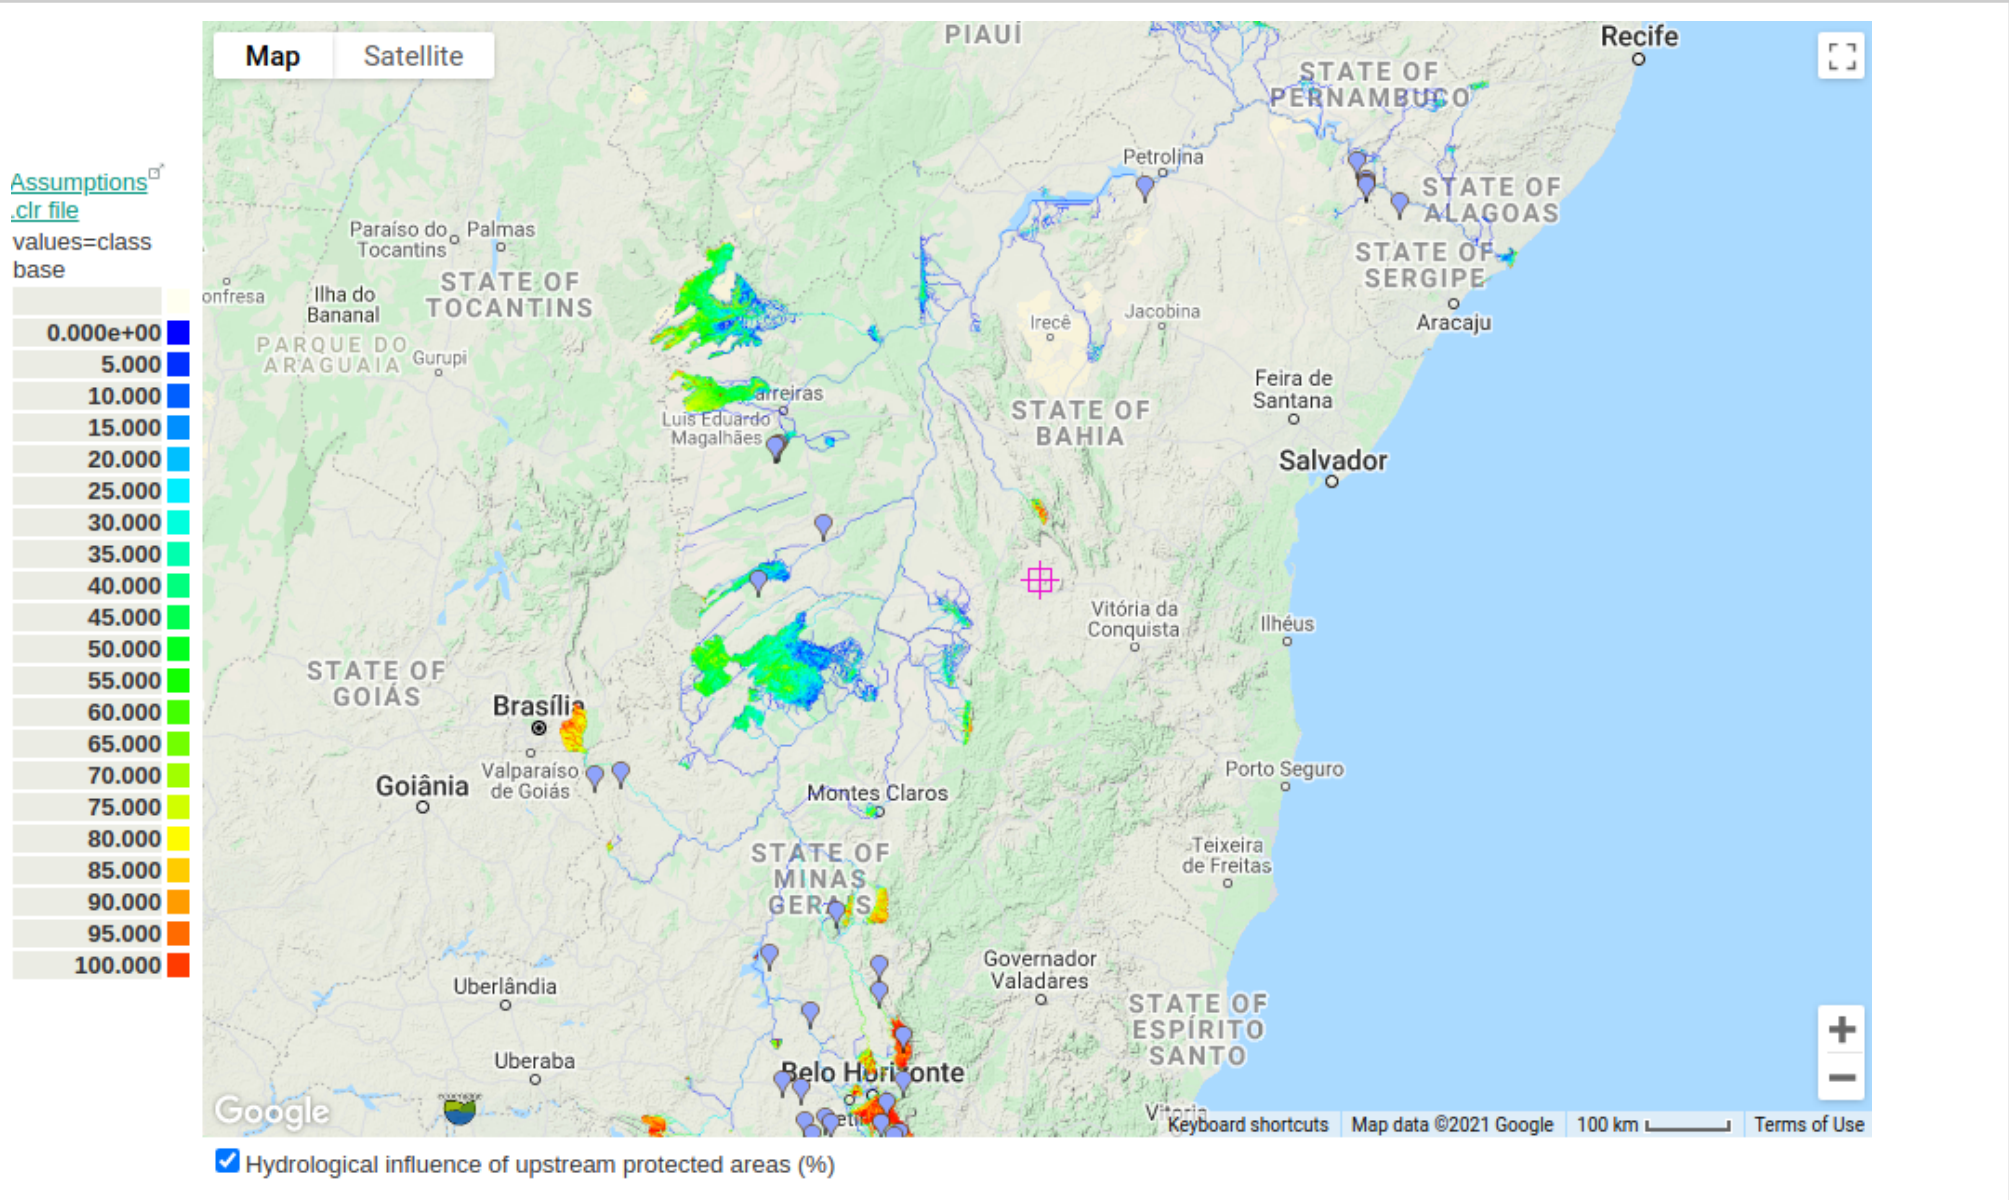 Map
Satellite
PIAUÍ
Recife
STATE OF
PERNAMBUCO
Petrolina
Assumptions
.clr file
values=class
base
0.000e+00
5.000
10.000
15.000
20.000
25.000
30.000
35.000
40.000
45.000
50.000
55.000
60.000
65.000
70.000
75.000
80.000
85.000
90.000
95.000
100.000
STATE OF
ALAGOAS
Paraíso do
Tocantins
Palmas
STATE OF
SERGIPE
onfresa
Ilha do
Bananal
STATE OF
TOCANTINS
Irecê
Jacobina
Aracaju
PARQUE DO
ARAGUAIA
Gurupi
arreiras
Luis Eduardo
Magalhães
STATE OF
BAHIA
Feira de
Santana
Salvador
Vitória da
Conquista
Ilhéus
STATE OF
GOIÁS
Brasília
Goiânia
Valparaíso
de Goiás
Montes Claros
Porto Seguro
STATE OF
MINAS
GERAIS
Teixeira
de Freitas
Governador
Valadares
Uberlândia
STATE OF
ESPÍRITO
SANTO
Uberaba
Belo Horizonte
Vitoria
Google
Keyboard shortcuts
Map data ©2021 Google
100 km
Terms of Use
Hydrological influence of upstream protected areas (%)